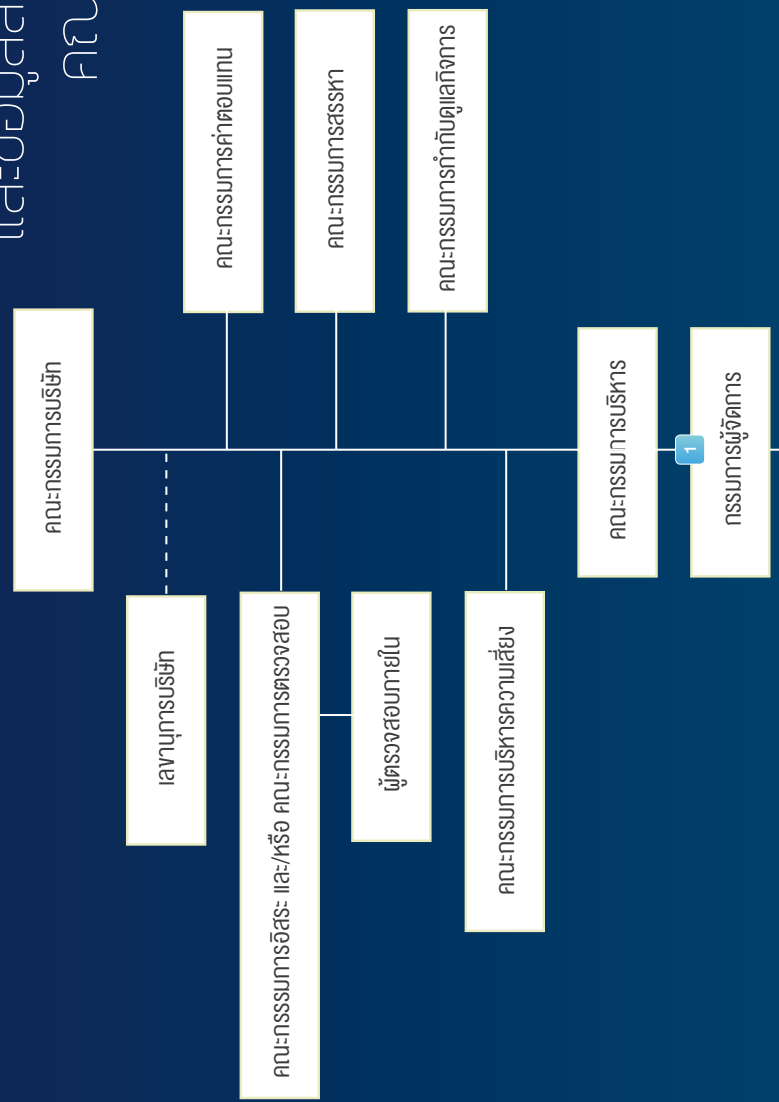 คณะกรรมการบริษัท
เลขานุการบริษัท
คณะกรรมการค่าตอบแทน
คณะกรรรมการอิสระ และ/หรือ คณะกรรมการตรวจสอบ
คณะกรรมการสรรหา
ผู้ตรวจสอบภายใน
คณะกรรมการกำกับดูแลกิจการ
คณะกรรมการบริหารความเสี่ยง
คณะกรรมการบริหาร
1
กรรมการผู้จัดการ